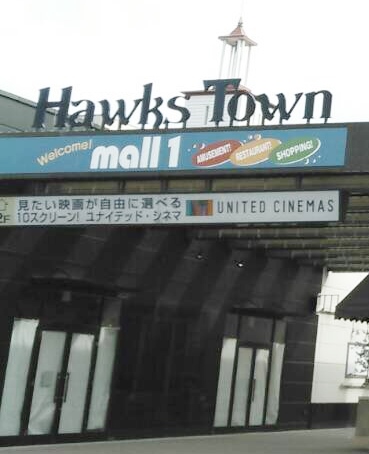 Hawks Town
Welcome! mall 1 AMUSEMENT! RESTAURANT! SHOPPING!
見たい映画が自由に選べる
10スクリーン! ユナイテッド・シネマ UNITED CINEMAS